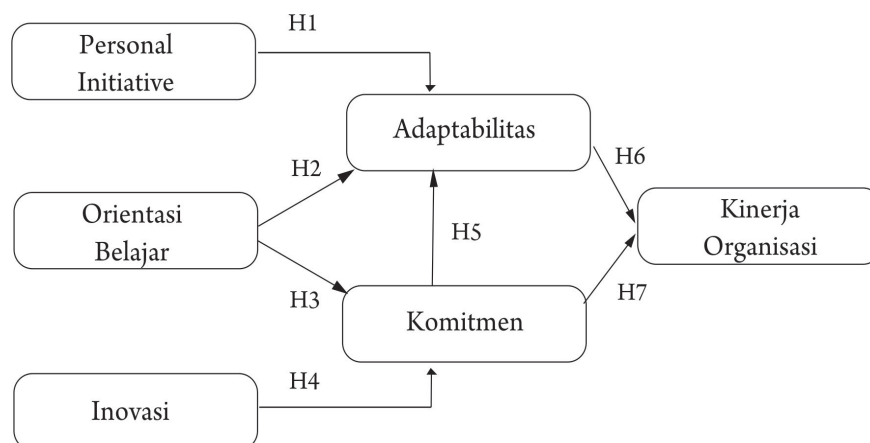 H1
Personal
Initiative
Adaptabilitas
H2
H6
Orientasi
Belajar
Kinerja
Organisasi
H5
H3
H7
Komitmen
H4
Inovasi